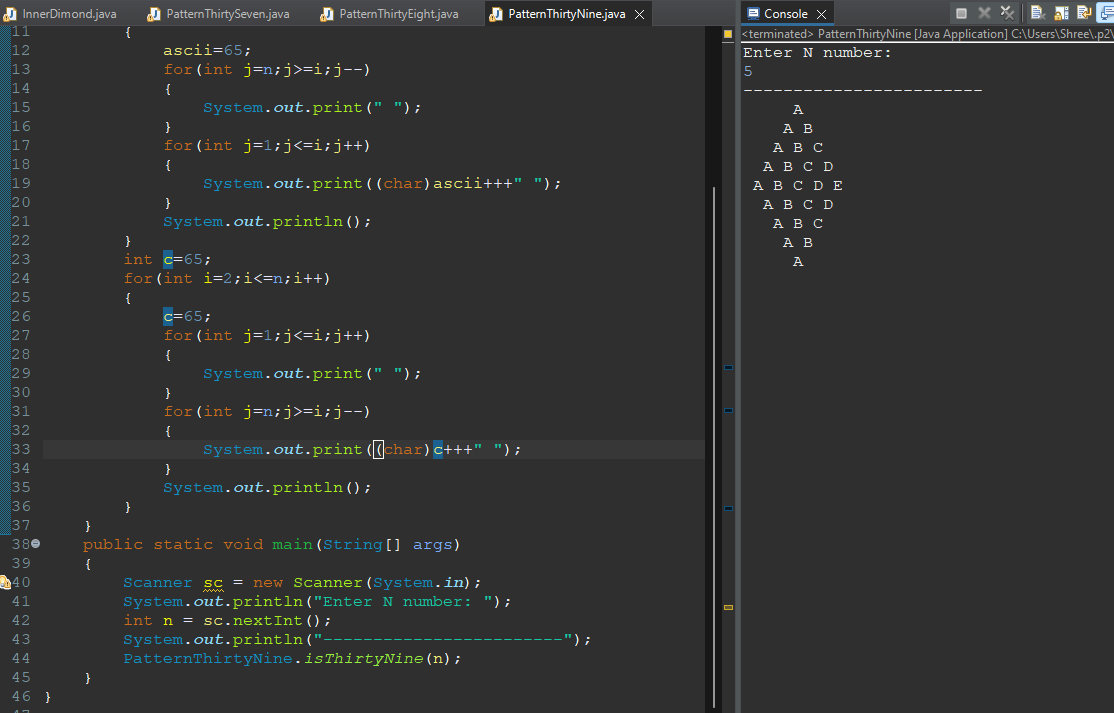 InnerDimond.java PatternThirtySeven.java PatternThirtyEight.java PatternThirtyNine.java
11 {
12 ascii=65;
13 for(int j=n;j>=i;j--)
14 {
15 System.out.print(" ");
16 }
17 for(int j=1;j<=i;j++)
18 {
19 System.out.print((char)ascii+++" ");
20 }
21 System.out.println();
22 }
23 int c=65;
24 for(int i=2;i<=n;i++)
25 {
26 c=65;
27 for(int j=1;j<=i;j++)
28 {
29 System.out.print(" ");
30 }
31 for(int j=n;j>=i;j--)
32 {
33 System.out.print((char)c+++" ");
34 }
35 System.out.println();
36 }
37 }
38 public static void main(String[] args)
39 {
40 Scanner sc = new Scanner(System.in);
41 System.out.println("Enter N number: ");
42 int n = sc.nextInt();
43 System.out.println("------------------------");
44 PatternThirtyNine.isThirtyNine(n);
45 }
46 }
Console
<terminated> PatternThirtyNine [Java Application] C:\Users\Shree\.p2\
Enter N number:
5
------------------------
A
A B
A B C
A B C D
A B C D E
A B C D
A B C
A B
A